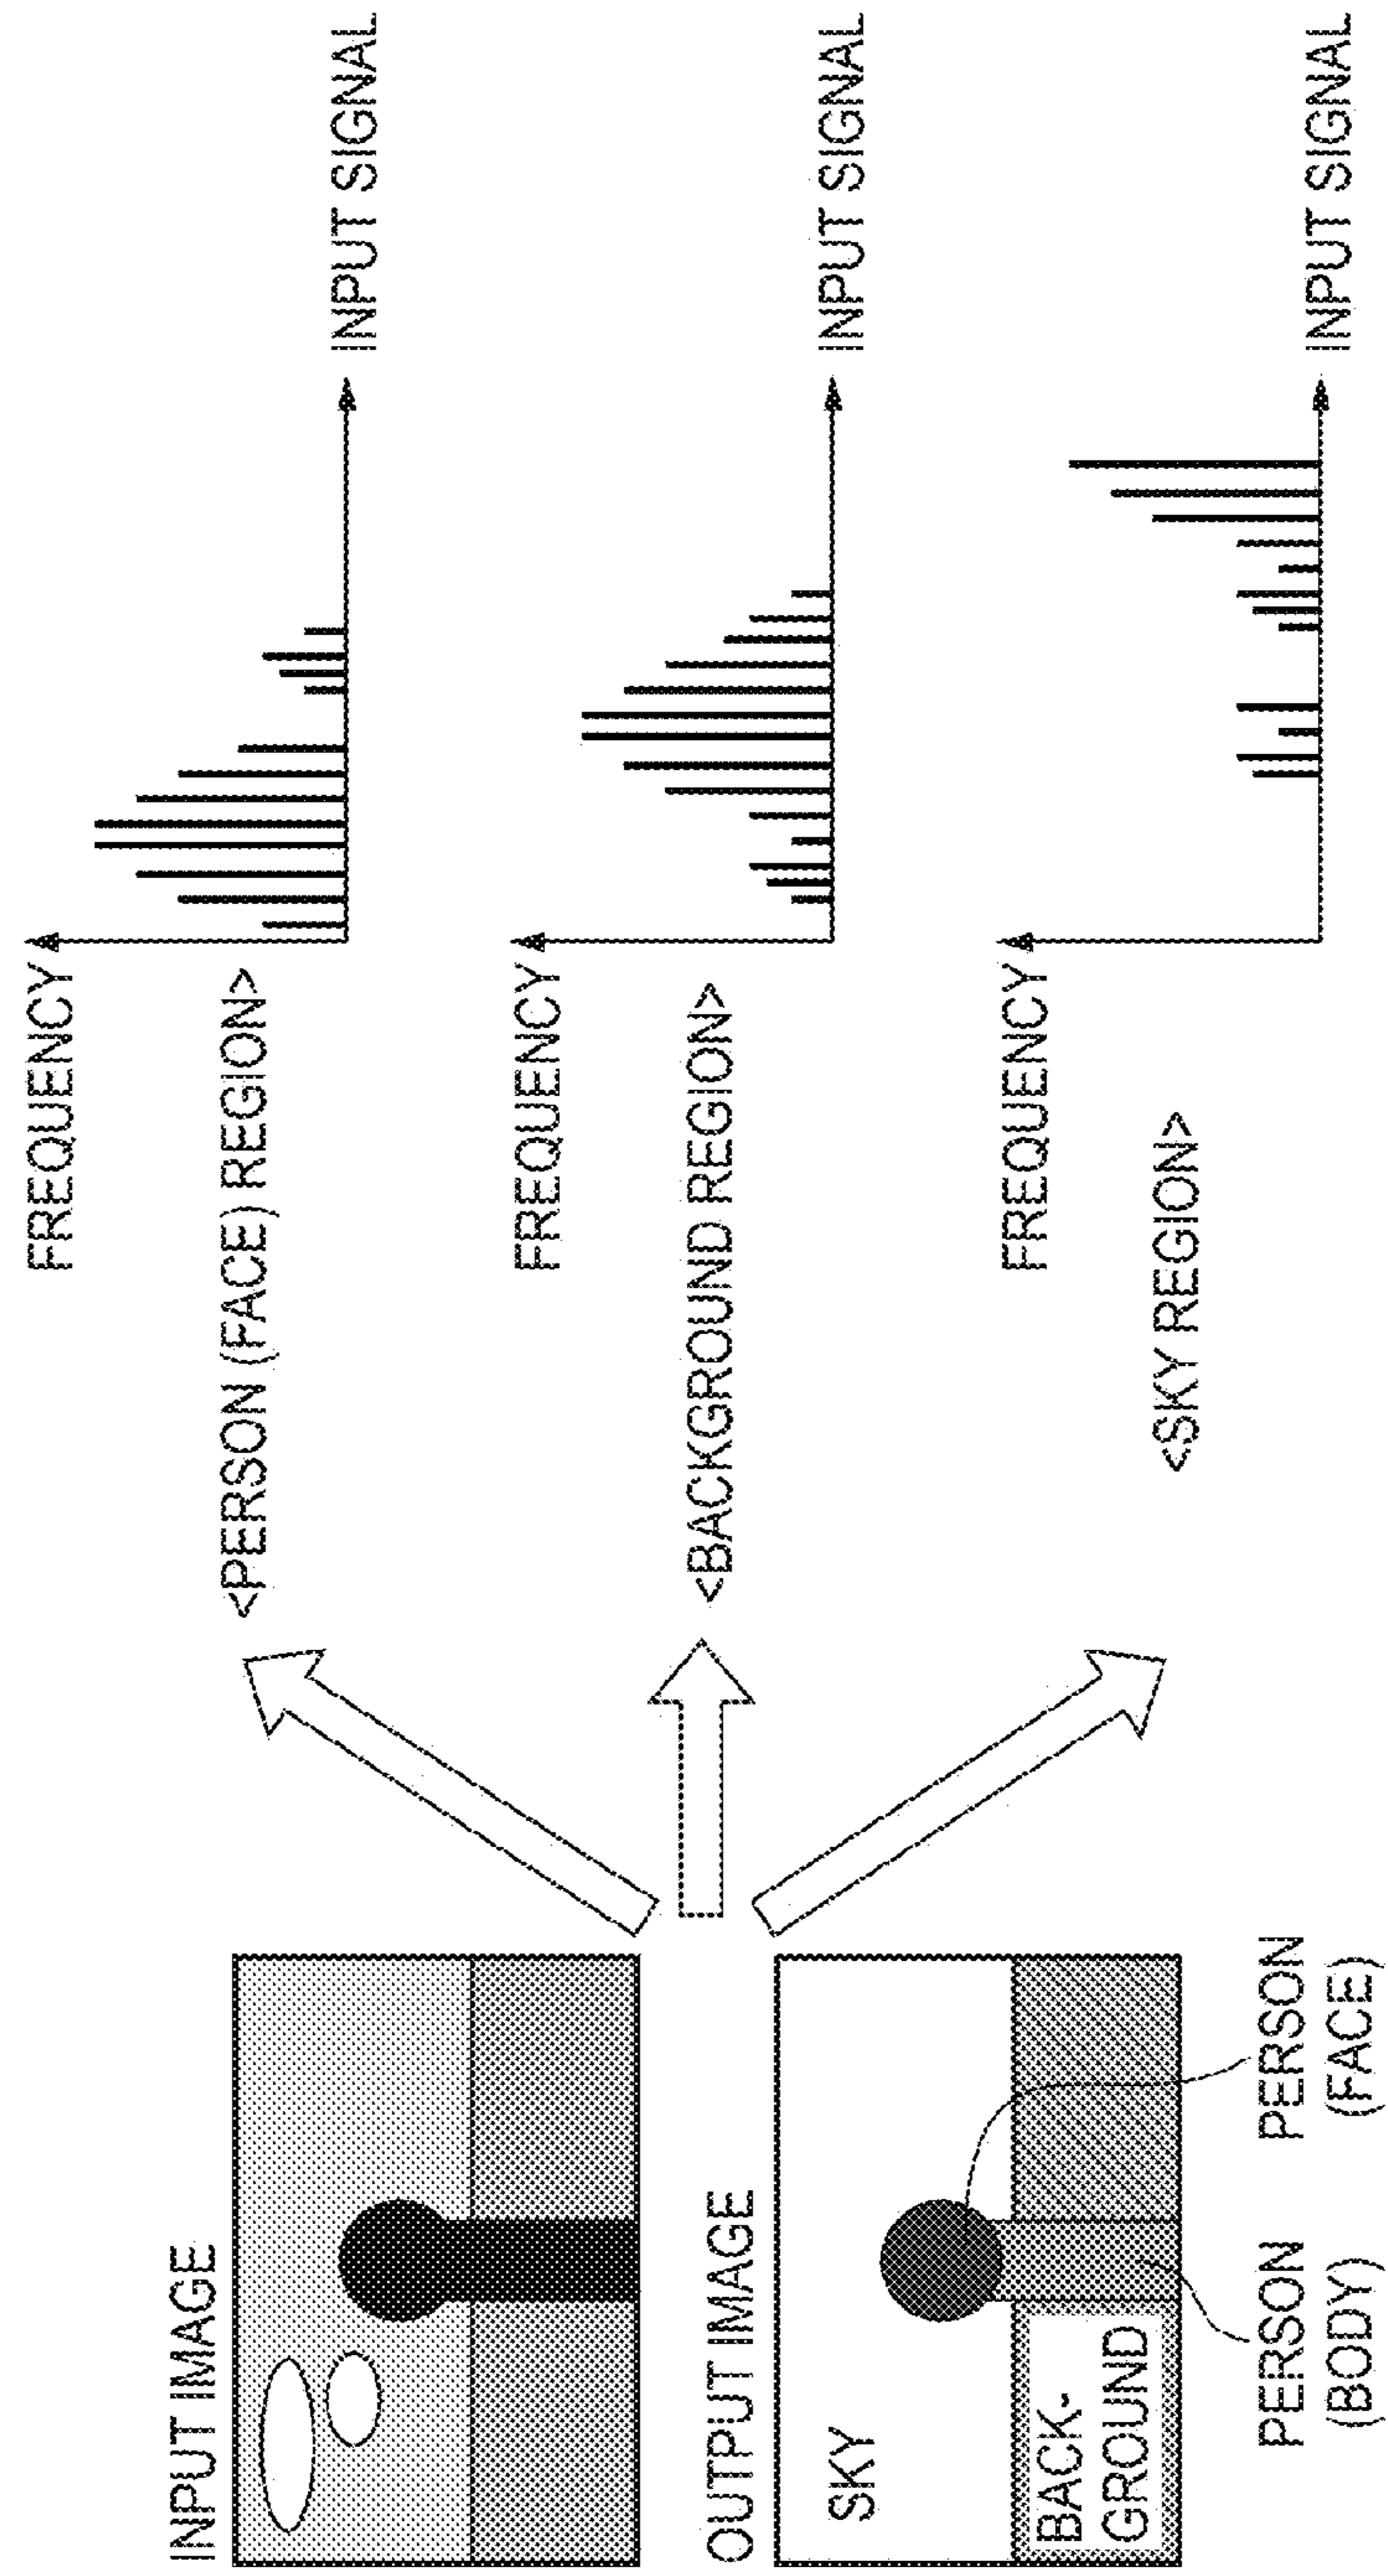 INPUT IMAGE
OUTPUT IMAGE
SKY
BACK-
GROUND
PERSON
(BODY)
PERSON
(FACE)
<PERSON (FACE) REGION>
FREQUENCY
INPUT SIGNAL
<BACKGROUND REGION>
FREQUENCY
INPUT SIGNAL
<SKY REGION>
FREQUENCY
INPUT SIGNAL